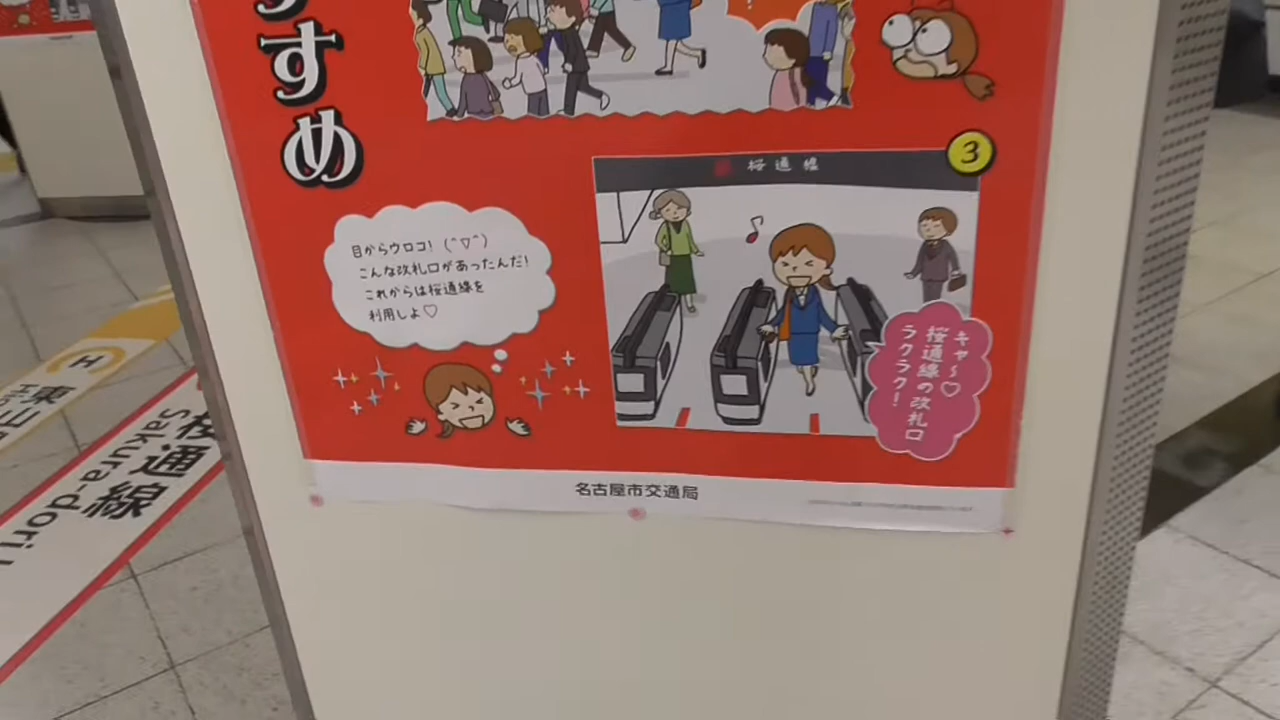 すすめ
3
桜通線
目からウロコ! (^▽^)
こんな改札口があったんだ!
これからは桜通線を
利用しよ♡
キャ〜♡
桜通線の改札口
ラクラク!
名古屋市交通局
H
東山
桜通線
Sakura-dori